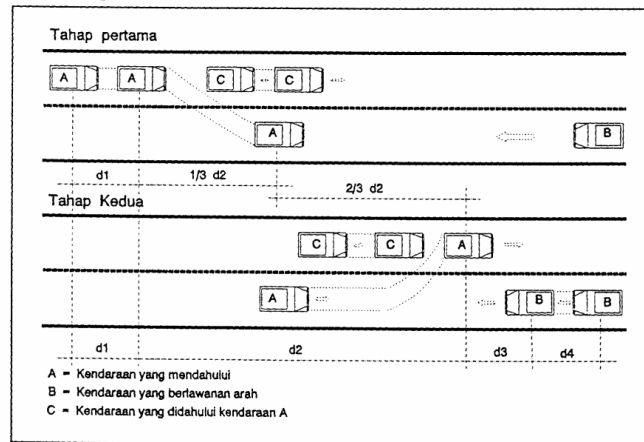 Tahap pertama
A A C C
A B
d1 1/3 d2 2/3 d2
Tahap Kedua
C C A
A B B
d1 d2 d3 d4
A = Kendaraan yang mendahului
B = Kendaraan yang berlawanan arah
C = Kendaraan yang didahului kendaraan A